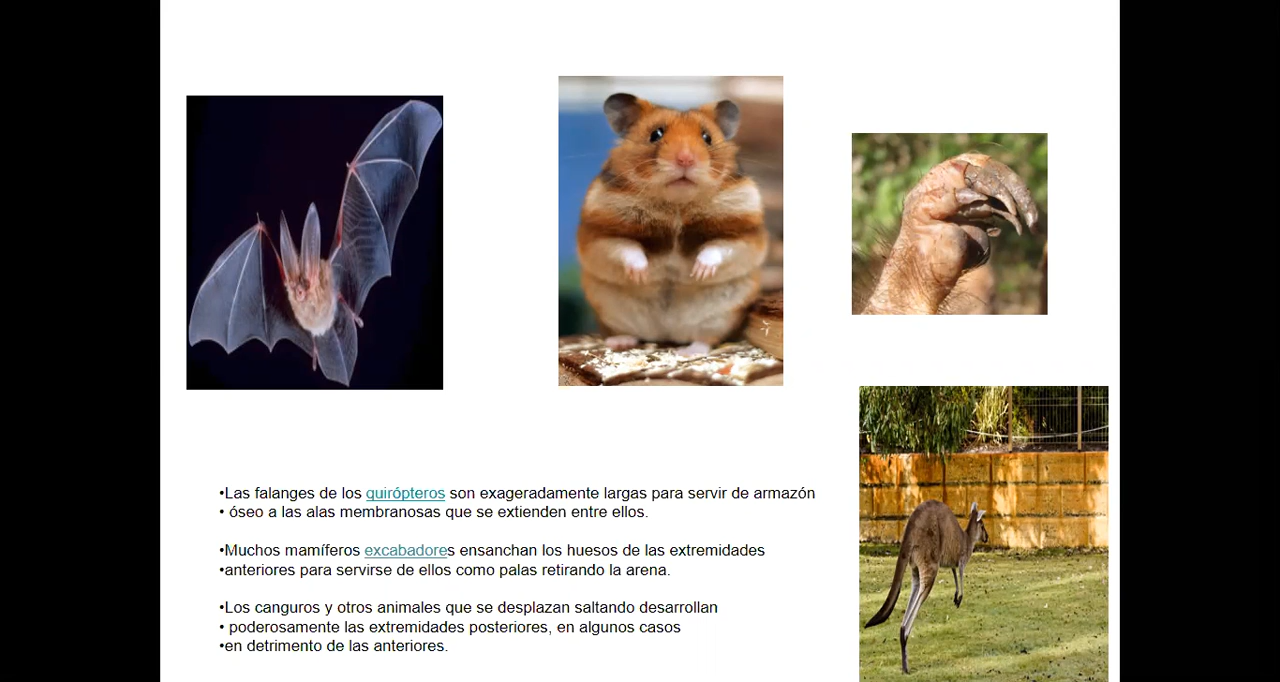 •Las falanges de los quirópteros son exageradamente largas para servir de armazón
• óseo a las alas membranosas que se extienden entre ellos.
•Muchos mamíferos excabadores ensanchan los huesos de las extremidades
•anteriores para servirse de ellos como palas retirando la arena.
•Los canguros y otros animales que se desplazan saltando desarrollan
• poderosamente las extremidades posteriores, en algunos casos
•en detrimento de las anteriores.